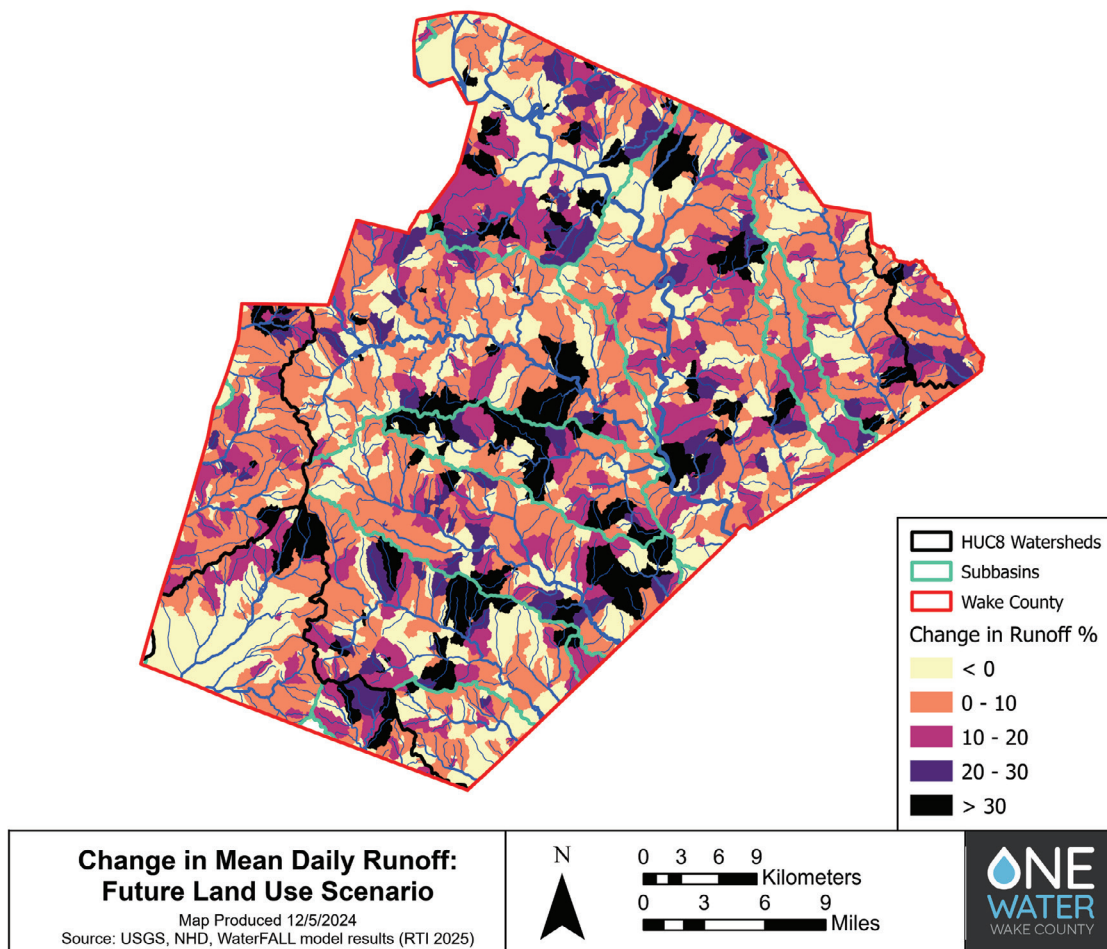 HUC8 Watersheds
Subbasins
Wake County
Change in Runoff %
< 0
0 - 10
10 - 20
20 - 30
> 30
Change in Mean Daily Runoff:
Future Land Use Scenario
Map Produced 12/5/2024
Source: USGS, NHD, WaterFALL model results (RTI 2025)
N
0 3 6 9
Kilometers
0 3 6 9
Miles
ONE
WATER
WAKE COUNTY